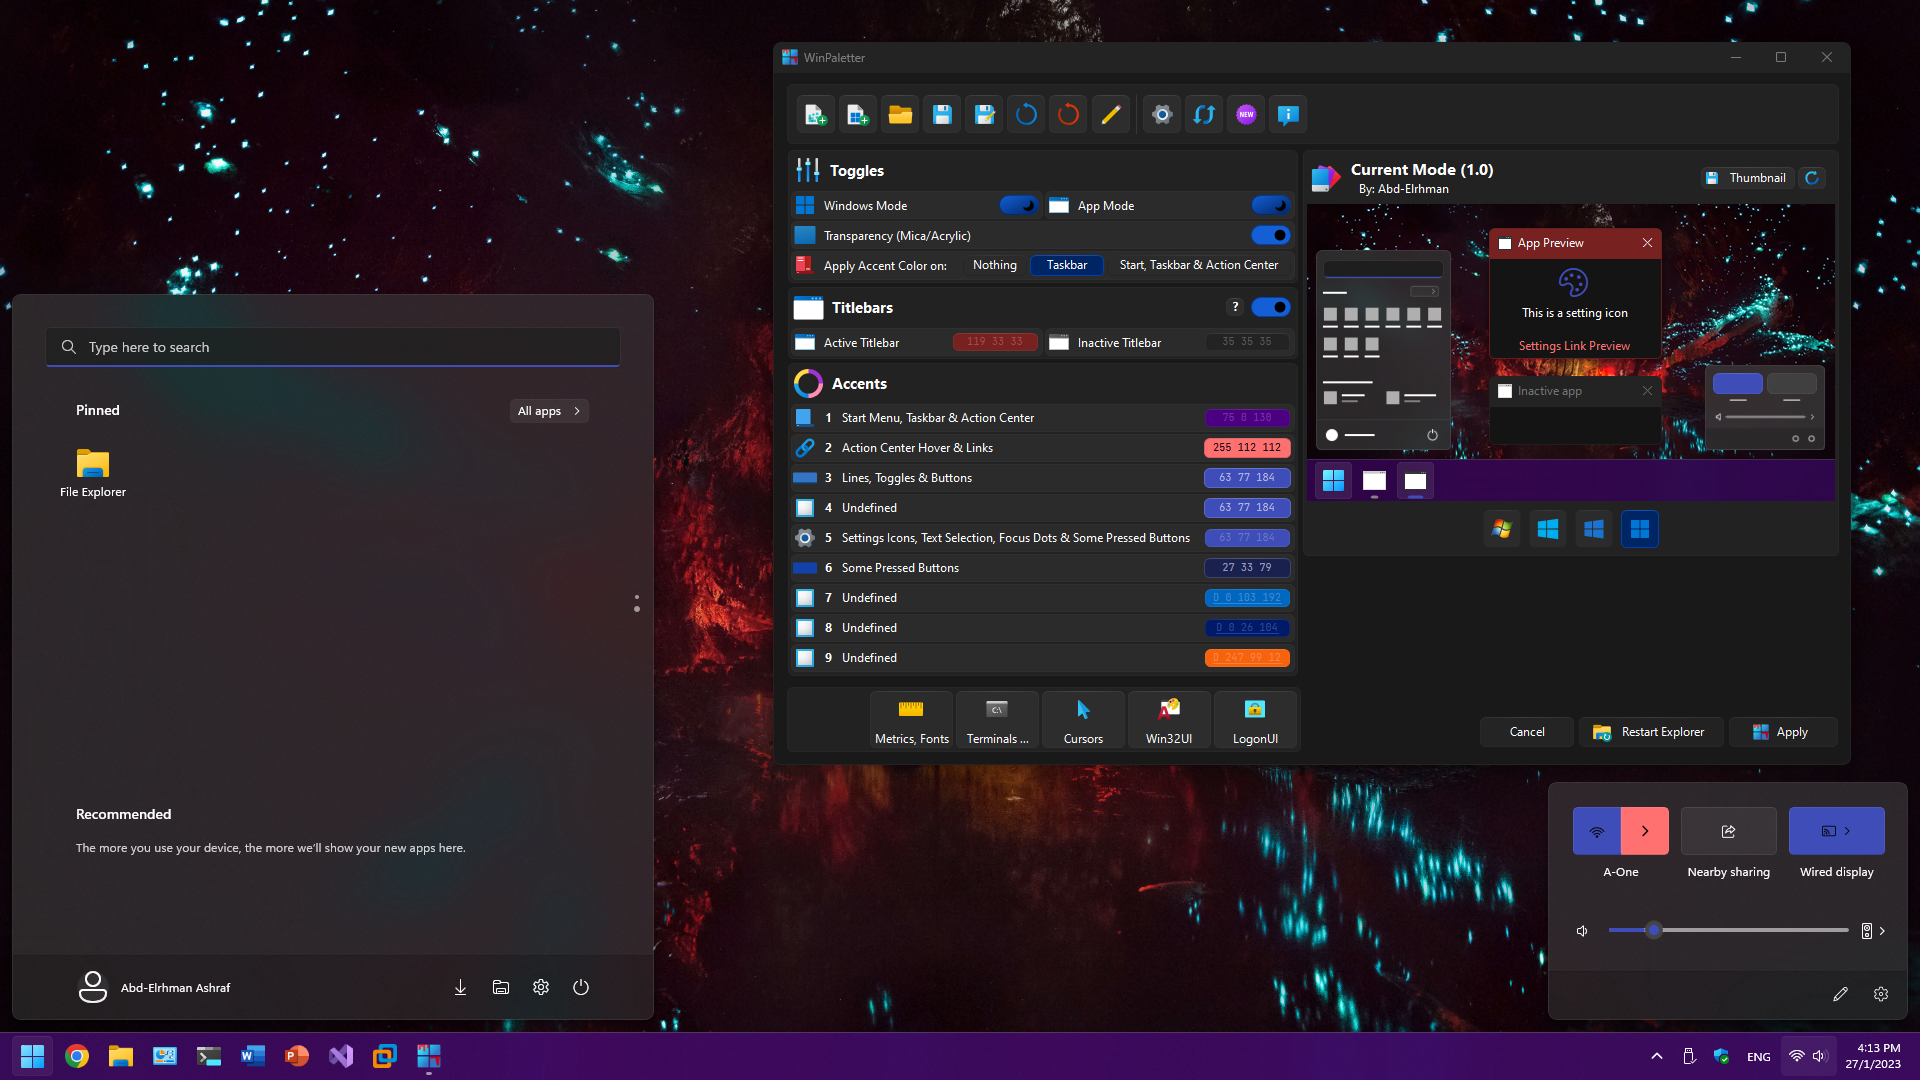 WinPaletter
NEW
Toggles
Windows Mode
App Mode
Transparency (Mica/Acrylic)
Apply Accent Color on:
Nothing
Taskbar
Start, Taskbar & Action Center
Titlebars
?
Active Titlebar
119 33 33
Inactive Titlebar
35 35 35
Accents
1 Start Menu, Taskbar & Action Center
75 0 130
2 Action Center Hover & Links
255 112 112
3 Lines, Toggles & Buttons
63 77 184
4 Undefined
63 77 184
5 Settings Icons, Text Selection, Focus Dots & Some Pressed Buttons
63 77 184
6 Some Pressed Buttons
27 33 79
7 Undefined
D 0 103 192
8 Undefined
D 0 26 104
9 Undefined
D 247 99 12
Metrics, Fonts
Terminals ...
Cursors
Win32UI
LogonUI
Current Mode (1.0)
By: Abd-Elrhman
Thumbnail
App Preview
This is a setting icon
Settings Link Preview
Inactive app
Cancel
Restart Explorer
Apply
Type here to search
Pinned
All apps
File Explorer
Recommended
The more you use your device, the more we'll show your new apps here.
Abd-Elrhman Ashraf
A-One
Nearby sharing
Wired display
ENG
4:13 PM
27/1/2023